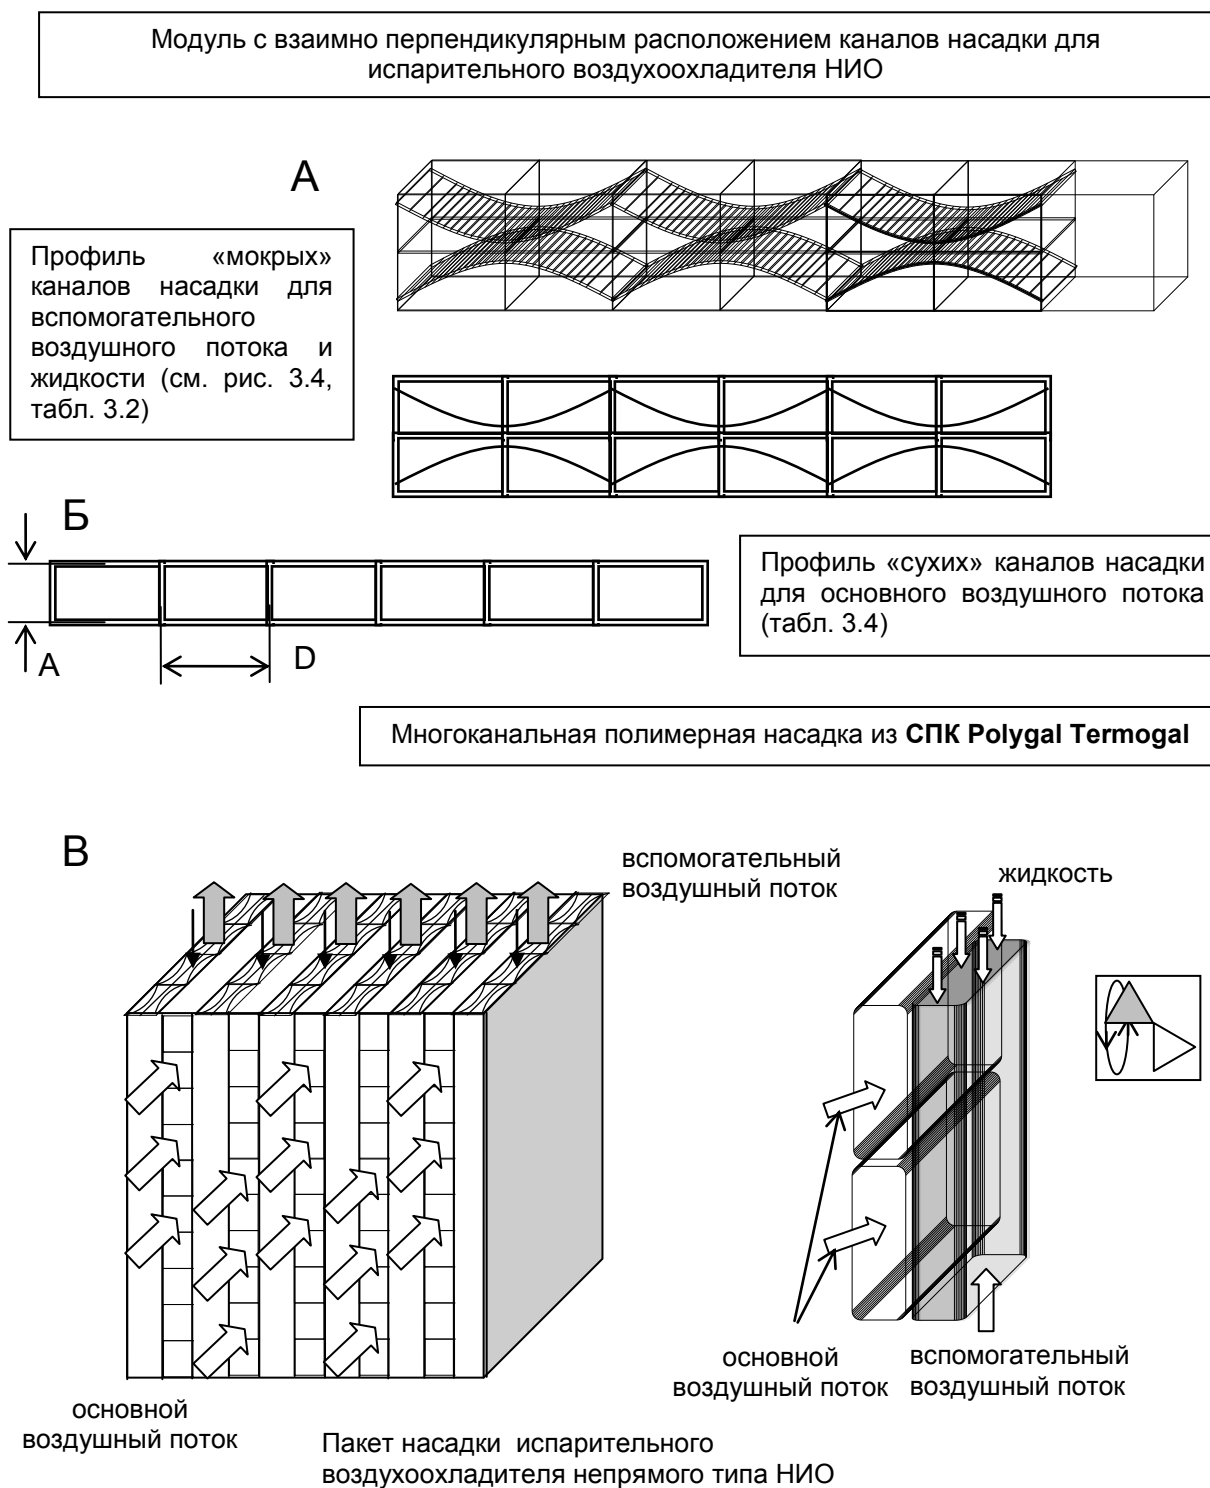 Модуль с взаимно перпендикулярным расположением каналов насадки для
испарительного воздухоохладителя НИО
А
Профиль «мокрых»
каналов насадки для
вспомогательного
воздушного потока и
жидкости (см. рис. 3.4,
табл. 3.2)
Б
А
D
Профиль «сухих» каналов насадки
для основного воздушного потока
(табл. 3.4)
Многоканальная полимерная насадка из СПК Polygal Termogal
В
вспомогательный
воздушный поток
жидкость
основной
воздушный поток
вспомогательный
воздушный поток
основной
воздушный поток
Пакет насадки испарительного
воздухоохладителя непрямого типа НИО